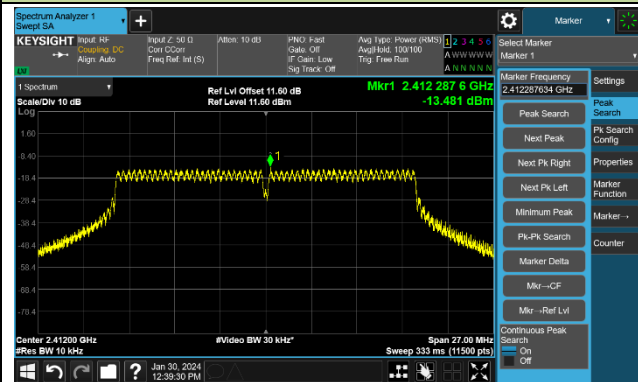 Spectrum Analyzer 1
Swept SA
+
Marker
KEYSIGHT
Input: RF
Coupling: DC
Align: Auto
Input Z: 50 Ω
Corr CCorr
Freq Ref: Int (S)
Atten: 10 dB
PNO: Fast
Gate: Off
IF Gain: Low
Sig Track: Off
Avg Type: Power (RMS)
Avg|Hold: 100/100
Trig: Free Run
1 2 3 4 5 6
A W W W W W
A N N N N N
LVI
Select Marker
Marker 1
1 Spectrum
Scale/Div 10 dB
Log
Ref Lvl Offset 11.60 dB
Ref Level 11.60 dBm
Mkr1 2.412 287 6 GHz
-13.481 dBm
1.60
-8.40
-18.4
-28.4
-38.4
-48.4
-58.4
-68.4
-78.4
1
Center 2.41200 GHz
#Res BW 10 kHz
#Video BW 30 kHz*
Span 27.00 MHz
Sweep 333 ms (11500 pts)
Marker Frequency
2.412287634 GHz
Peak Search
Next Peak
Next Pk Right
Next Pk Left
Minimum Peak
Pk-Pk Search
Marker Delta
Mkr→CF
Mkr→Ref Lvl
Continuous Peak
Search
On
Off
Settings
Peak
Search
Pk Search
Config
Properties
Marker
Function
Marker→
Counter
?
Jan 30, 2024
12:39:30 PM